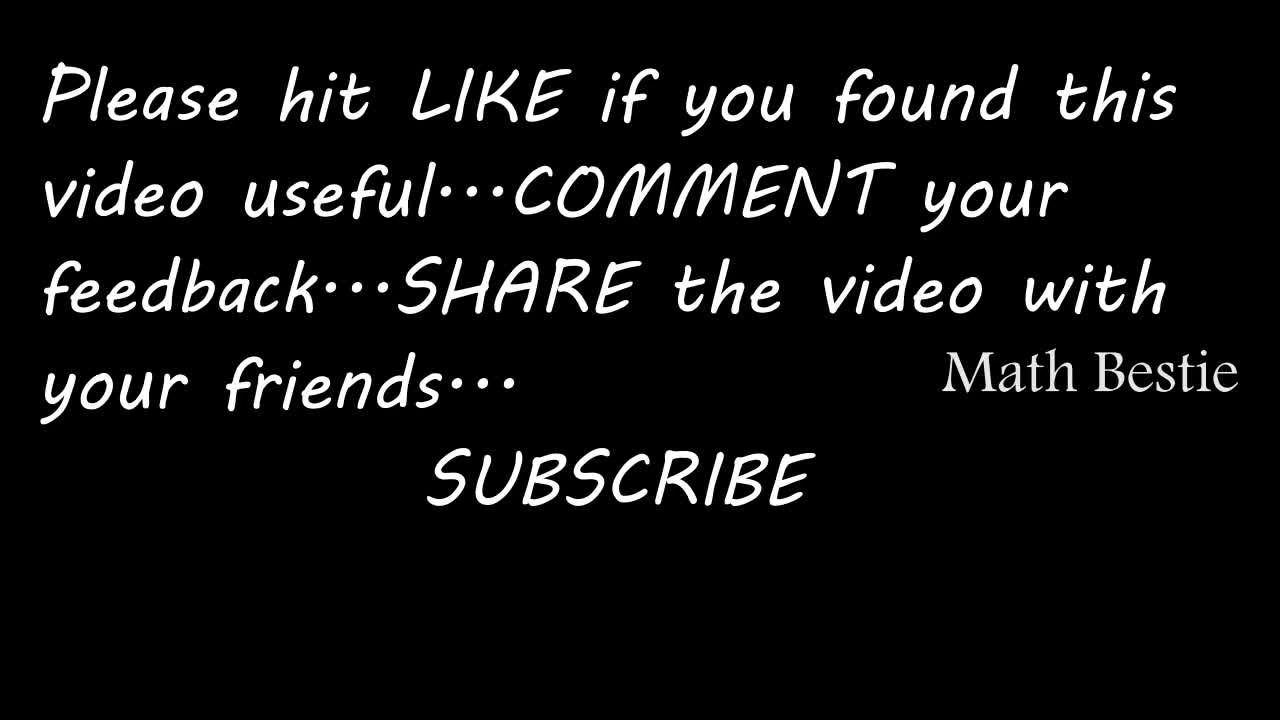 Please hit LIKE if you found this
video useful...COMMENT your
feedback...SHARE the video with
your friends...
Math Bestie
SUBSCRIBE